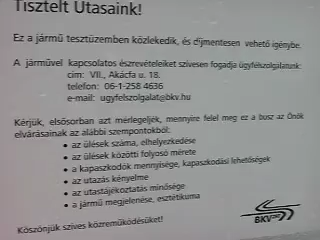 Tisztelt Utasaink!
Ez a jármű tesztüzemben közlekedik, és díjmentesen vehető igénybe.
A járművel kapcsolatos észrevételeiket szívesen fogadja ügyfélszolgálatunk:
cím: VII., Akácfa u. 18.
telefon: 06-1-258 4636
e-mail: ugyfelszolgalat@bkv.hu
Kérjük, elsősorban azt mérlegeljék, mennyire felel meg ez a busz az Önök
elvárásainak az alábbi szempontokból:
• az ülések száma, elhelyezkedése
• az ülések közötti folyosó mérete
• a kapaszkodók mennyisége, kapaszkodási lehetőségek
• az utazás kényelme
• az utastájékoztatás minősége
• a jármű megjelenése, esztétikuma
Köszönjük szíves közreműködésüket!
BKV